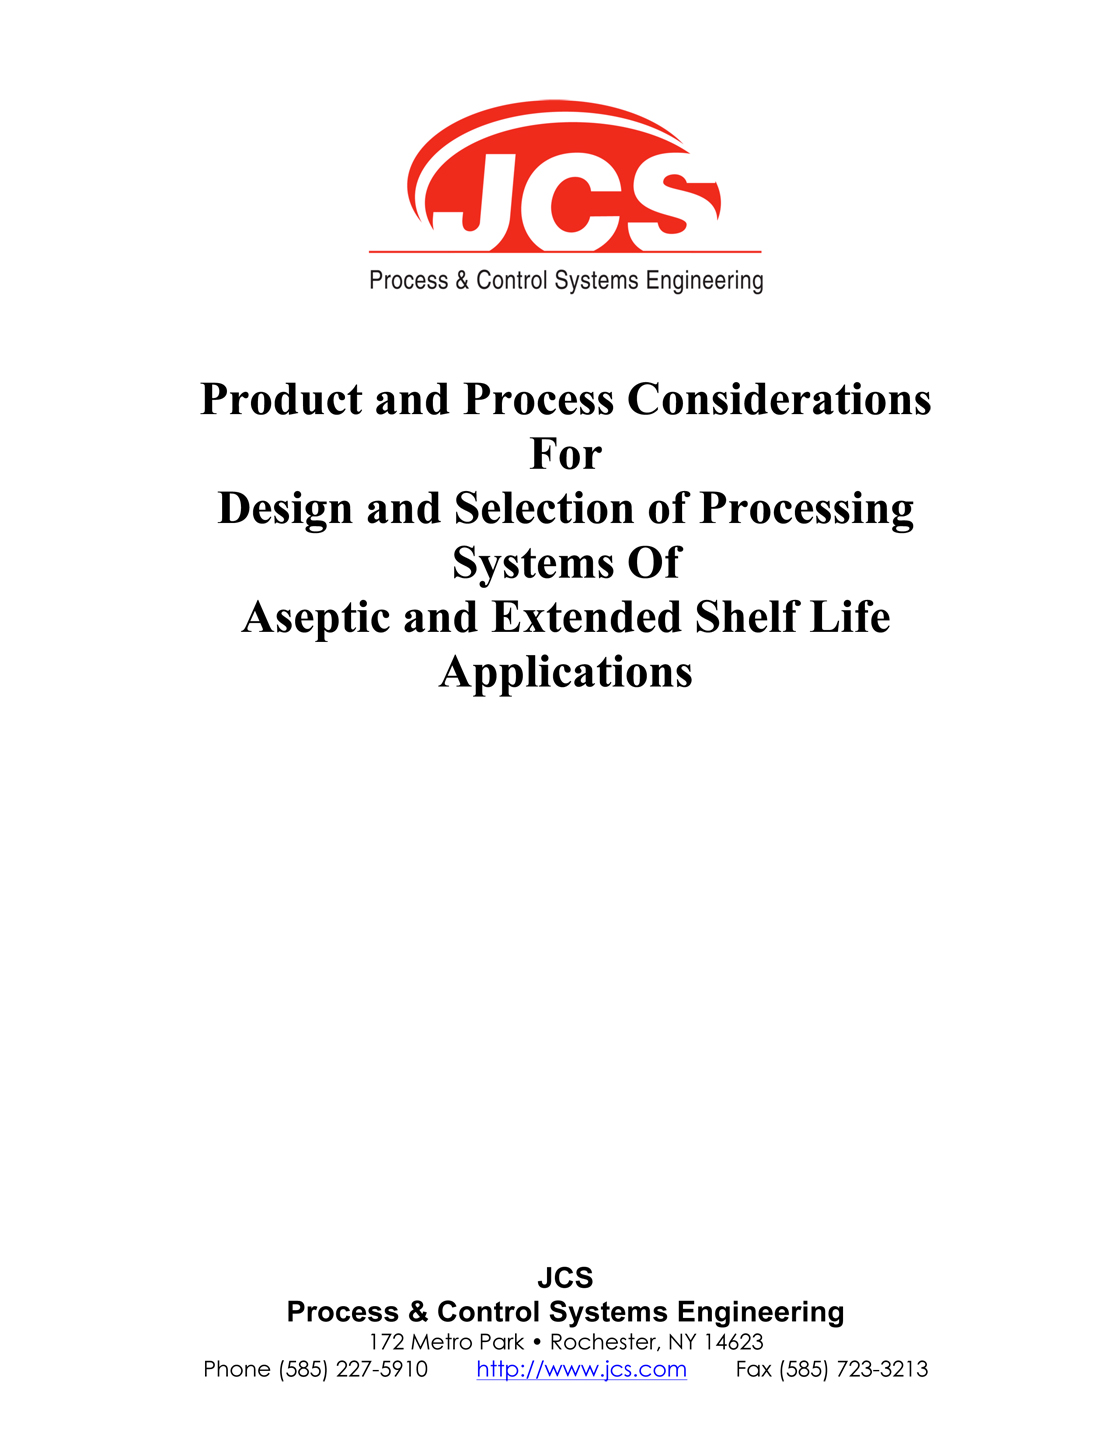 JCS
Process & Control Systems Engineering
Product and Process Considerations
For
Design and Selection of Processing
Systems Of
Aseptic and Extended Shelf Life
Applications
JCS
Process & Control Systems Engineering
172 Metro Park • Rochester, NY 14623
Phone (585) 227-5910 http://www.jcs.com Fax (585) 723-3213